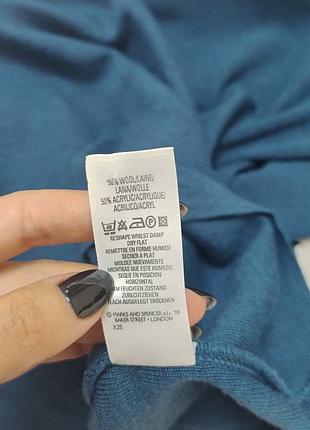 50% WOOL/LAINE/
LANA/WOLLE
50% ACRYLIC/ACRYLIQUE/
ACRILICO/ACRYL
40
RESHAPE WHILST DAMP
DRY FLAT
REMETTRE EN FORME HUMIDE
SECHER A PLAT
MOLDEE NUEVAMENTE
MIENTRAS QUE ESTE HUMEDO
SEQUE EN POSICION
HORIZONTAL
IM FEUCHTEN ZUSTAND
ZURECHTZIEHEN
FLACH AUSGELEGT TROCKNEN
© MARKS AND SPENCER p.l.c.
BAKER STREET • LONDON
X25